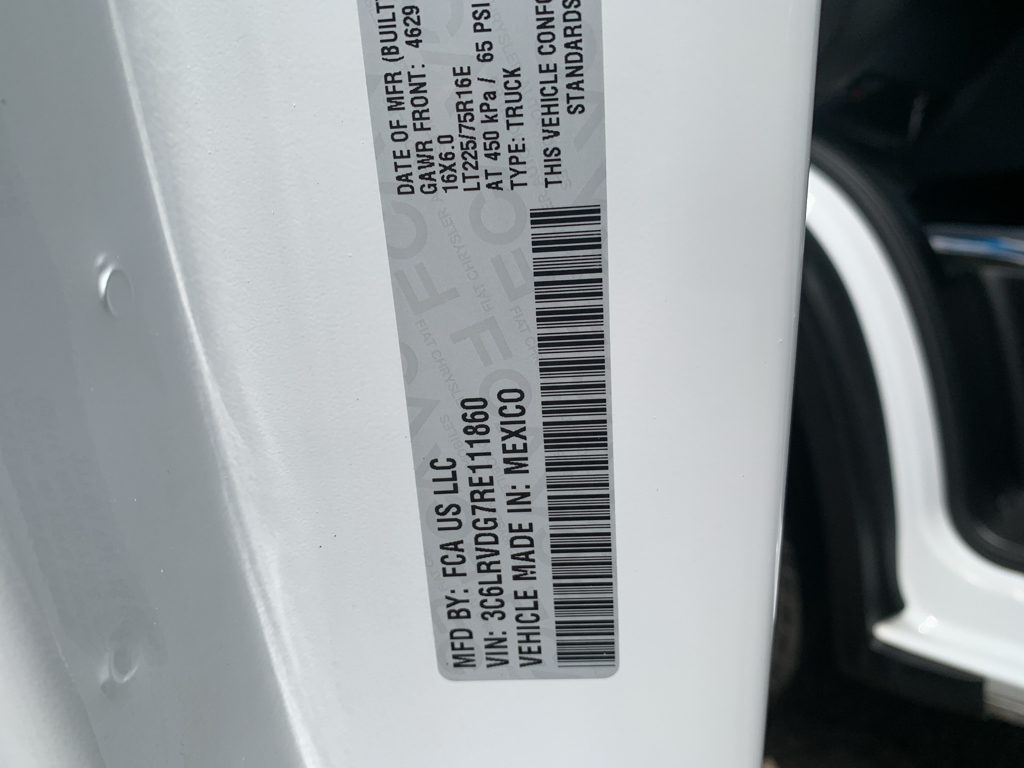 MFD BY: FCA US LLC
VIN: 3C6LRVDG7RE111860
VEHICLE MADE IN: MEXICO
DATE OF MFR (BUILT
GAWR FRONT: 4629
16X6.0
LT225/75R16E
AT 450 kPa / 65 PSI
TYPE: TRUCK
THIS VEHICLE CONFO
STANDARDS